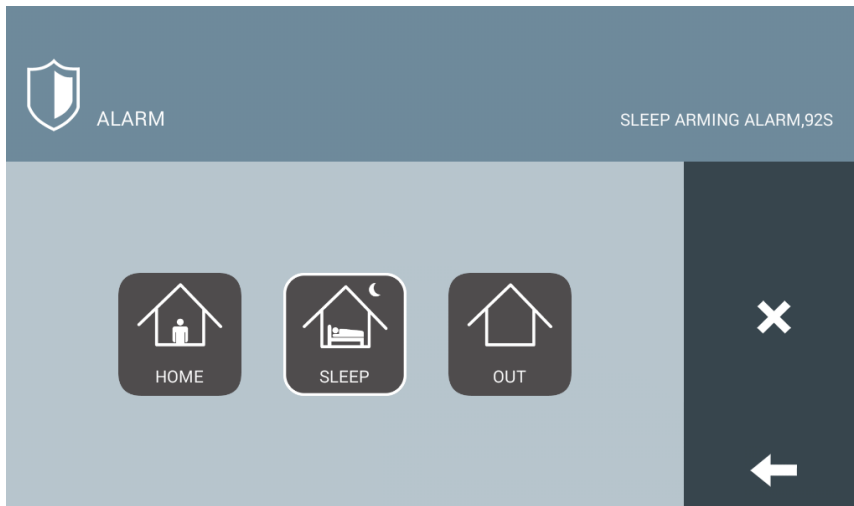 ALARM
SLEEP ARMING ALARM,92S
HOME
SLEEP
OUT